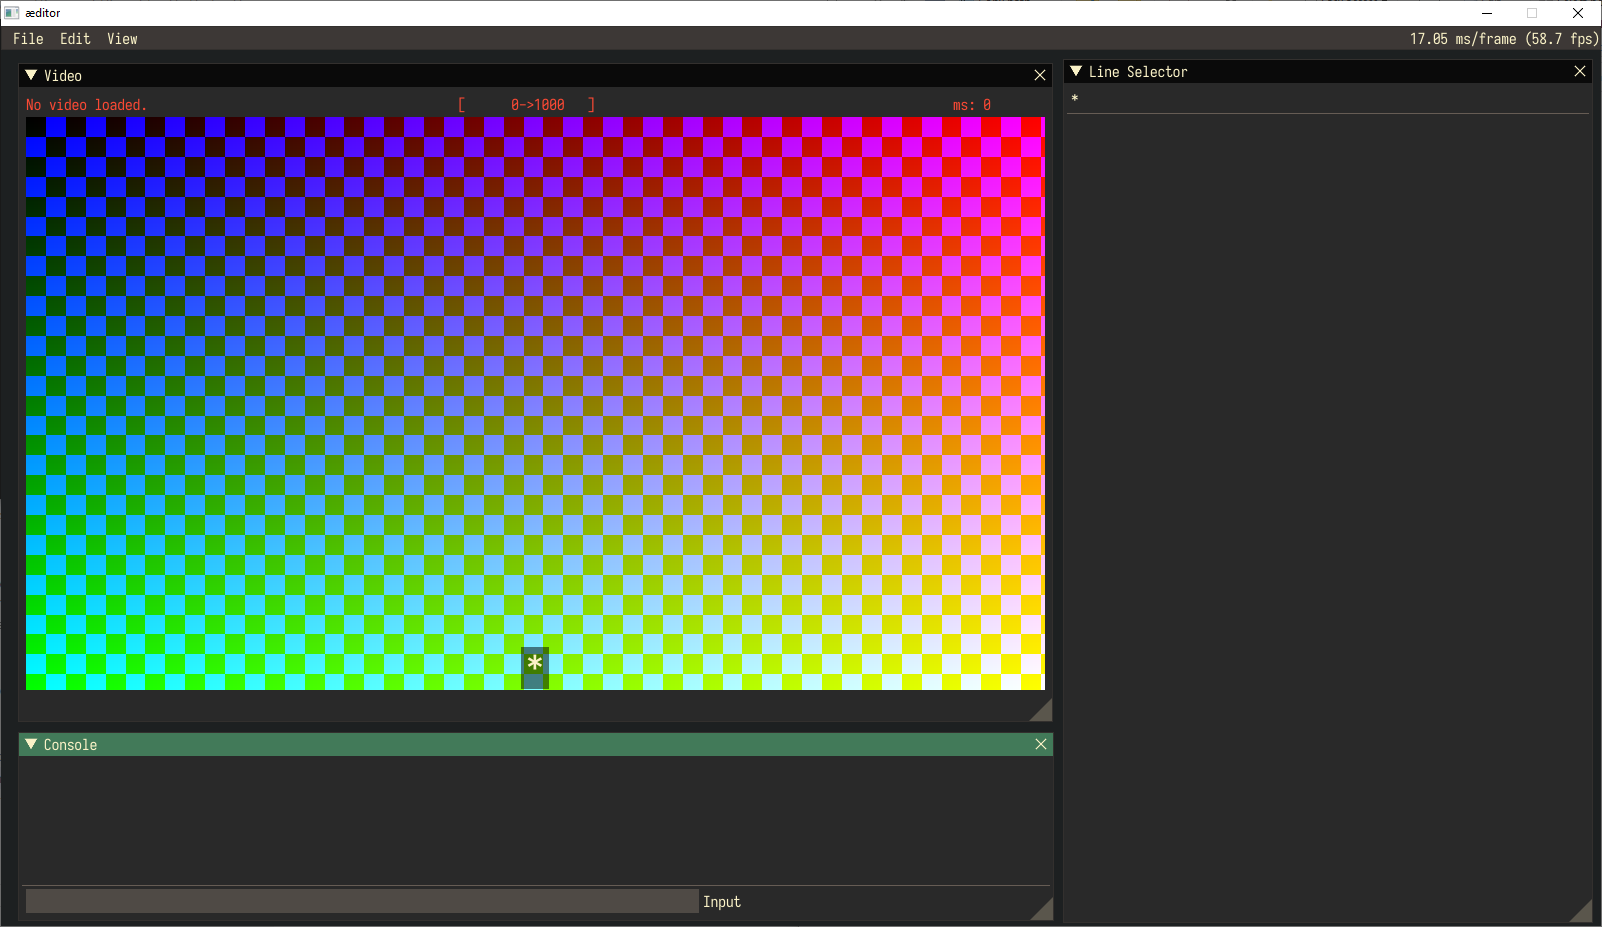 æditor
File Edit View 17.05 ms/frame (58.7 fps)
Video
No video loaded. [ 0->1000 ] ms: 0
*
Console
Input
Line Selector
*